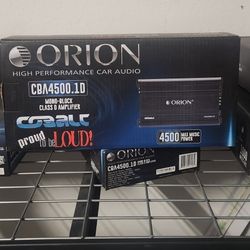 ORION
HIGH PERFORMANCE CAR AUDIO
CBA4500.1D
MONO-BLOCK
CLASS D AMPLIFIER
COBALT
proud TO be LOUD!
ORION
4500 MAX MUSIC
POWER
ORION
CBA4500.1D